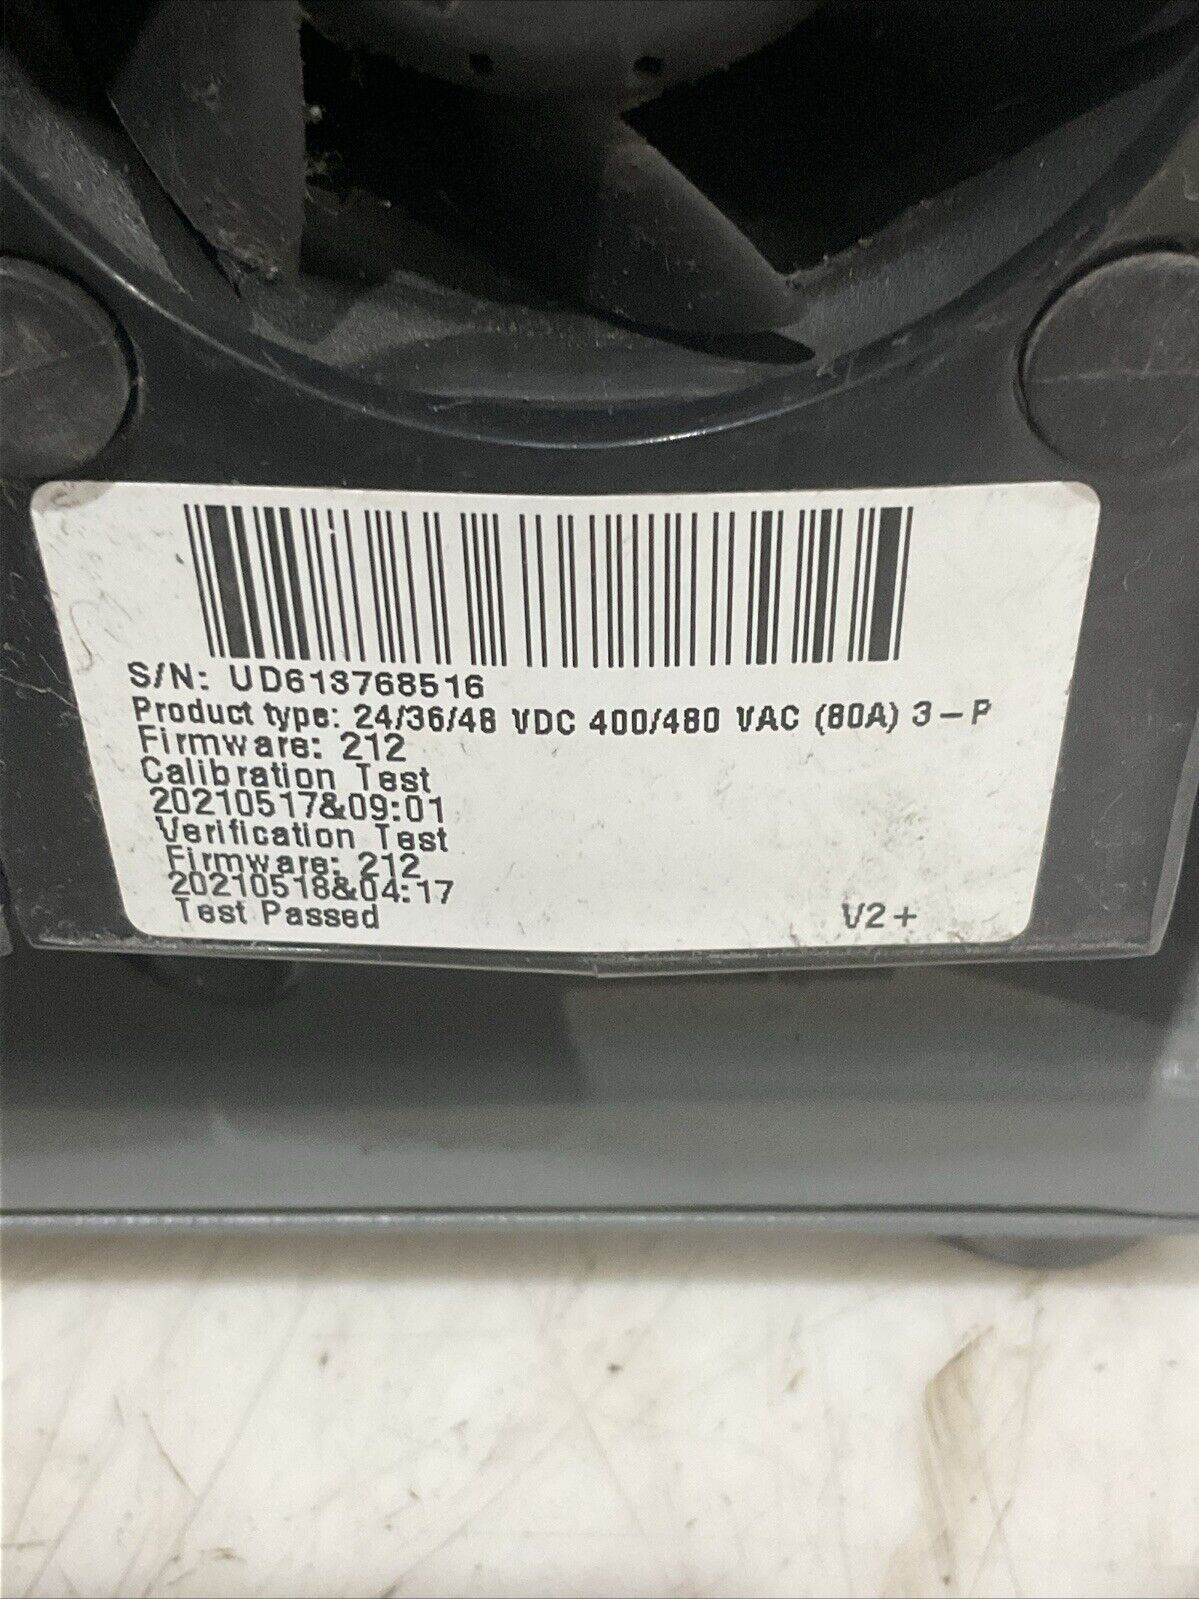 S/N: UD613768516
Product type: 24/36/48 VDC 400/480 VAC (80A) 3-P
Firmware: 212
Calibration Test
20210517&09:01
Verification Test
Firmware: 212
20210518&04:17
Test Passed
V2+